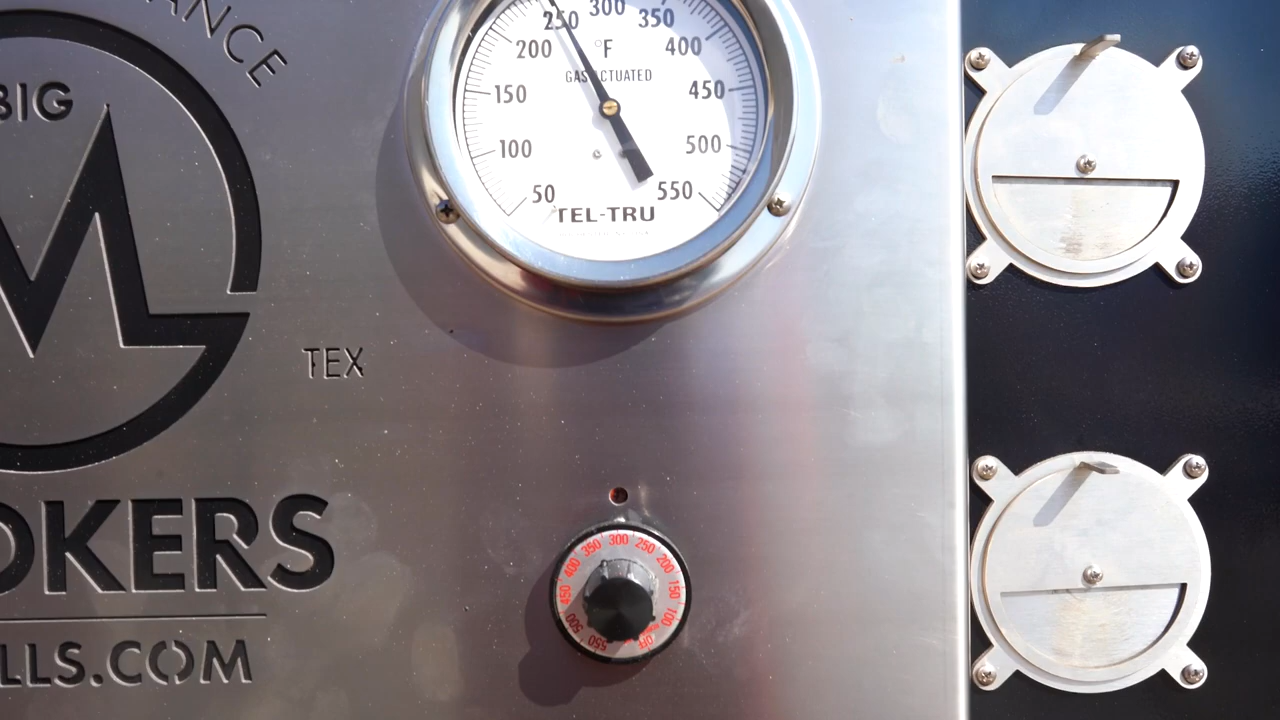 ANCE
BIG
M
TEX
OKERS
LLS.COM
250 300 350
200 °F 400
GAS ACTUATED
150 450
100 500
50 550
TEL-TRU
300 250 200 150 100 OFF 550 500 450 400 350